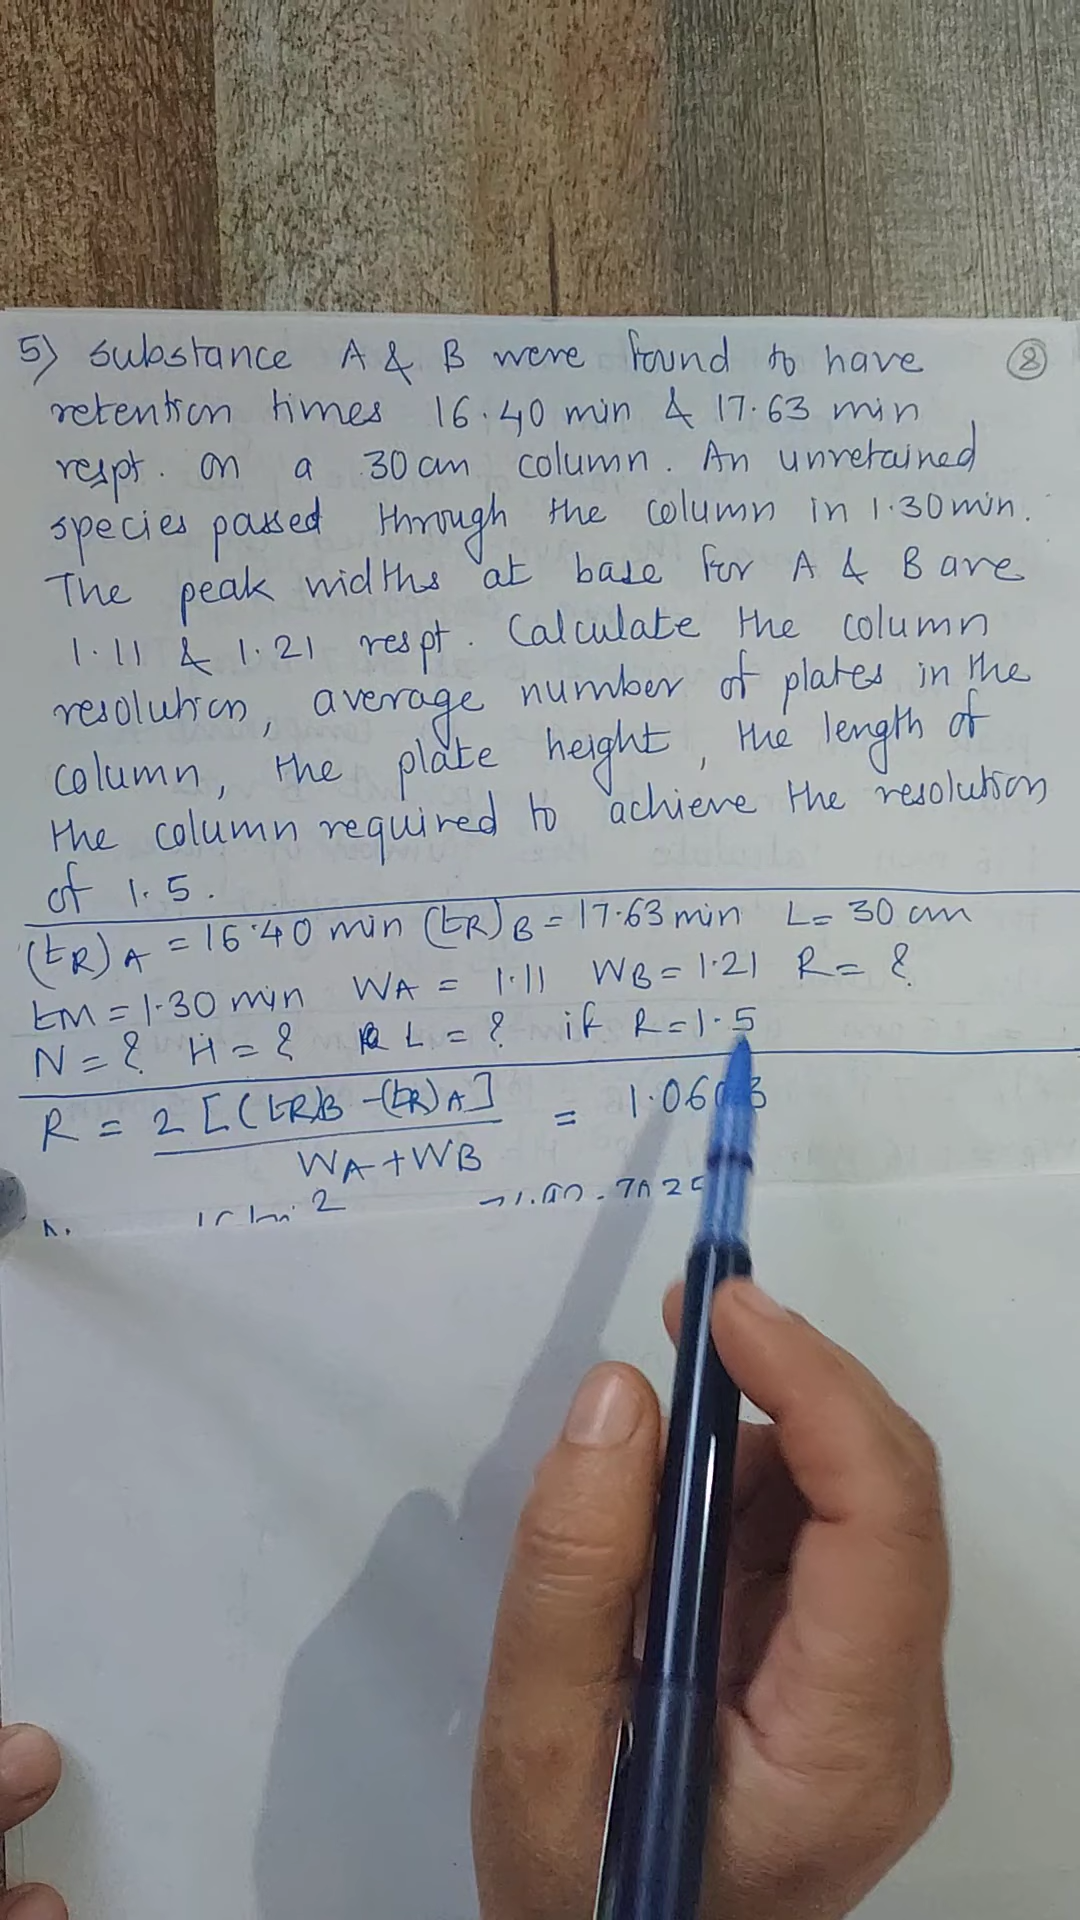 5) Substance A & B were found to have
⑧
retention times 16.40 min & 17.63 min
respt. on a 30 cm column. An unretained
species passed through the column in 1.30 min.
The peak widths at base for A & B are
1.11 & 1.21 respt. Calculate the column
resolution, average number of plates in the
column, the plate height, the length of
the column required to achieve the resolution
of 1.5.
(tR)A = 16.40 min (tR)B = 17.63 min L = 30 cm
tM = 1.30 min WA = 1.11 WB = 1.21 R = ?
N = ? H = ? L = ? if R = 1.5
R = 2[(tR)B - (tR)A] = 1.06
WA + WB